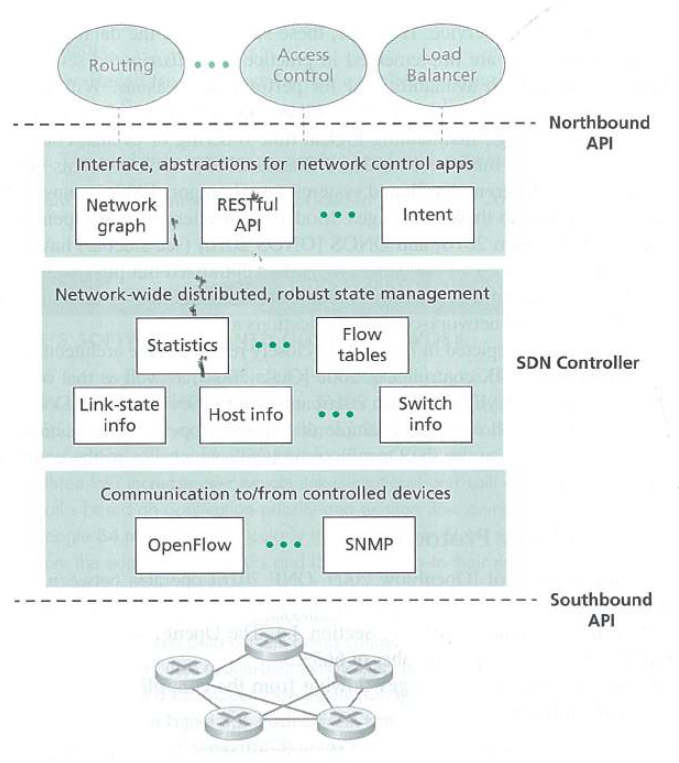 Routing
Access
Control
Load
Balancer
Northbound
API
Interface, abstractions for network control apps
Network
graph
RESTful
API
Intent
Network-wide distributed, robust state management
Statistics
Flow
tables
SDN Controller
Link-state
info
Host info
Switch
info
Communication to/from controlled devices
OpenFlow
SNMP
Southbound
API